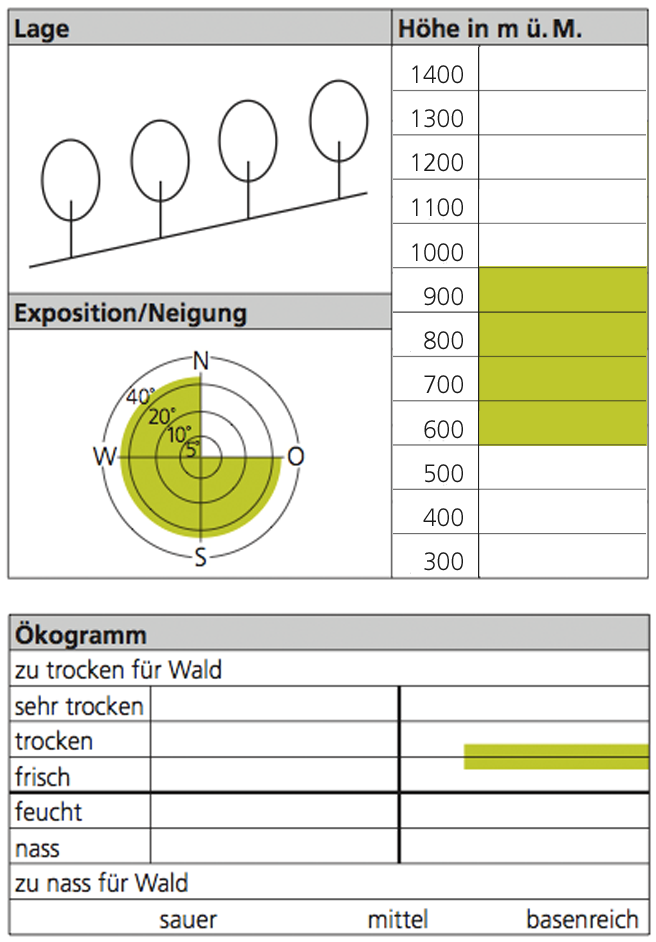 Lage
Höhe in m ü. M.
1400
1300
1200
1100
1000
900
800
700
600
500
400
300
Exposition/Neigung
N
40°
20°
10°
5°
W
O
S
Ökogramm
zu trocken für Wald
sehr trocken
trocken
frisch
feucht
nass
zu nass für Wald
sauer mittel basenreich